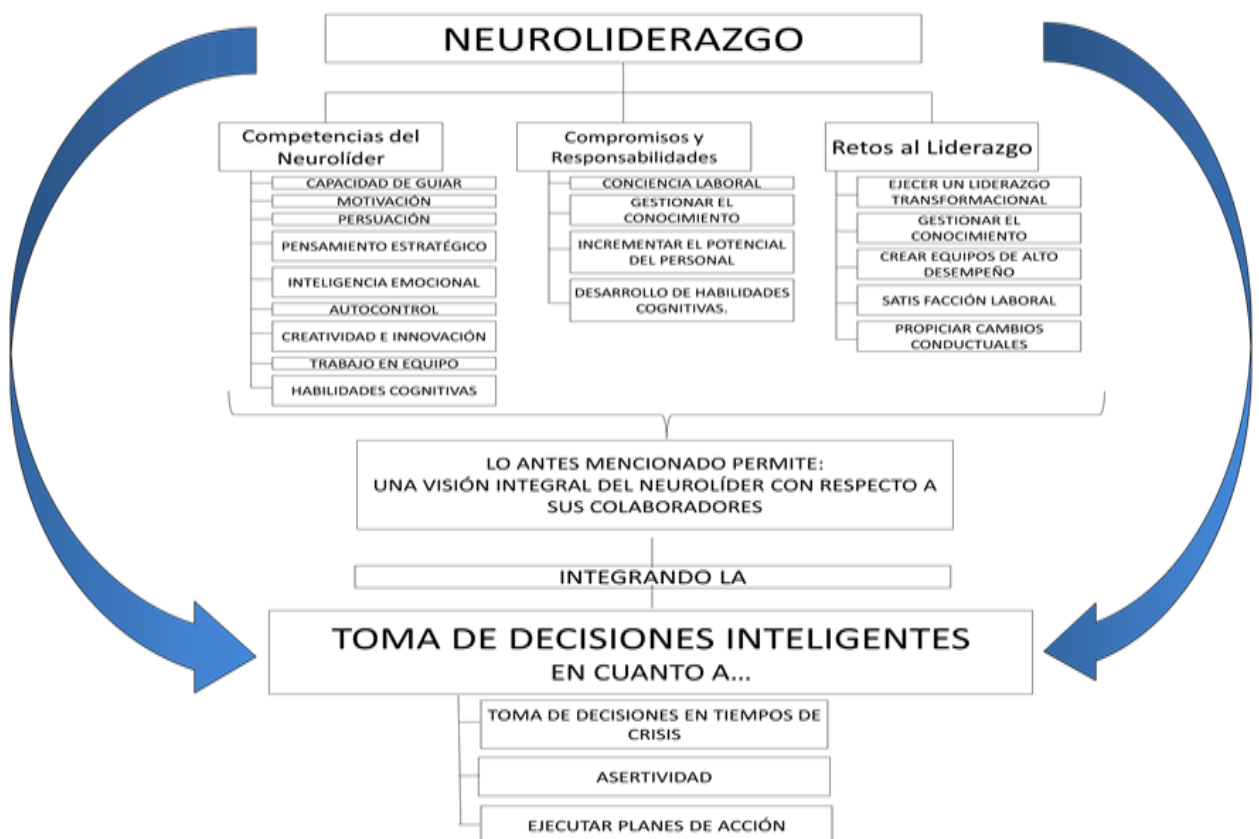 NEUROLIDERAZGO
Competencias del
Neurolíder
CAPACIDAD DE GUIAR
MOTIVACIÓN
PERSUACIÓN
PENSAMIENTO ESTRATÉGICO
INTELIGENCIA EMOCIONAL
AUTOCONTROL
CREATIVIDAD E INNOVACIÓN
TRABAJO EN EQUIPO
HABILIDADES COGNITIVAS
Compromisos y
Responsabilidades
CONCIENCIA LABORAL
GESTIONAR EL
CONOCIMIENTO
INCREMENTAR EL POTENCIAL
DEL PERSONAL
DESARROLLO DE HABILIDADES
COGNITIVAS.
Retos al Liderazgo
EJECER UN LIDERAZGO
TRANSFORMACIONAL
GESTIONAR EL
CONOCIMIENTO
CREAR EQUIPOS DE ALTO
DESEMPEÑO
SATIS FACCIÓN LABORAL
PROPICIAR CAMBIOS
CONDUCTUALES
LO ANTES MENCIONADO PERMITE:
UNA VISIÓN INTEGRAL DEL NEUROLÍDER CON RESPECTO A
SUS COLABORADORES
INTEGRANDO LA
TOMA DE DECISIONES INTELIGENTES
EN CUANTO A...
TOMA DE DECISIONES EN TIEMPOS DE
CRISIS
ASERTIVIDAD
EJECUTAR PLANES DE ACCIÓN